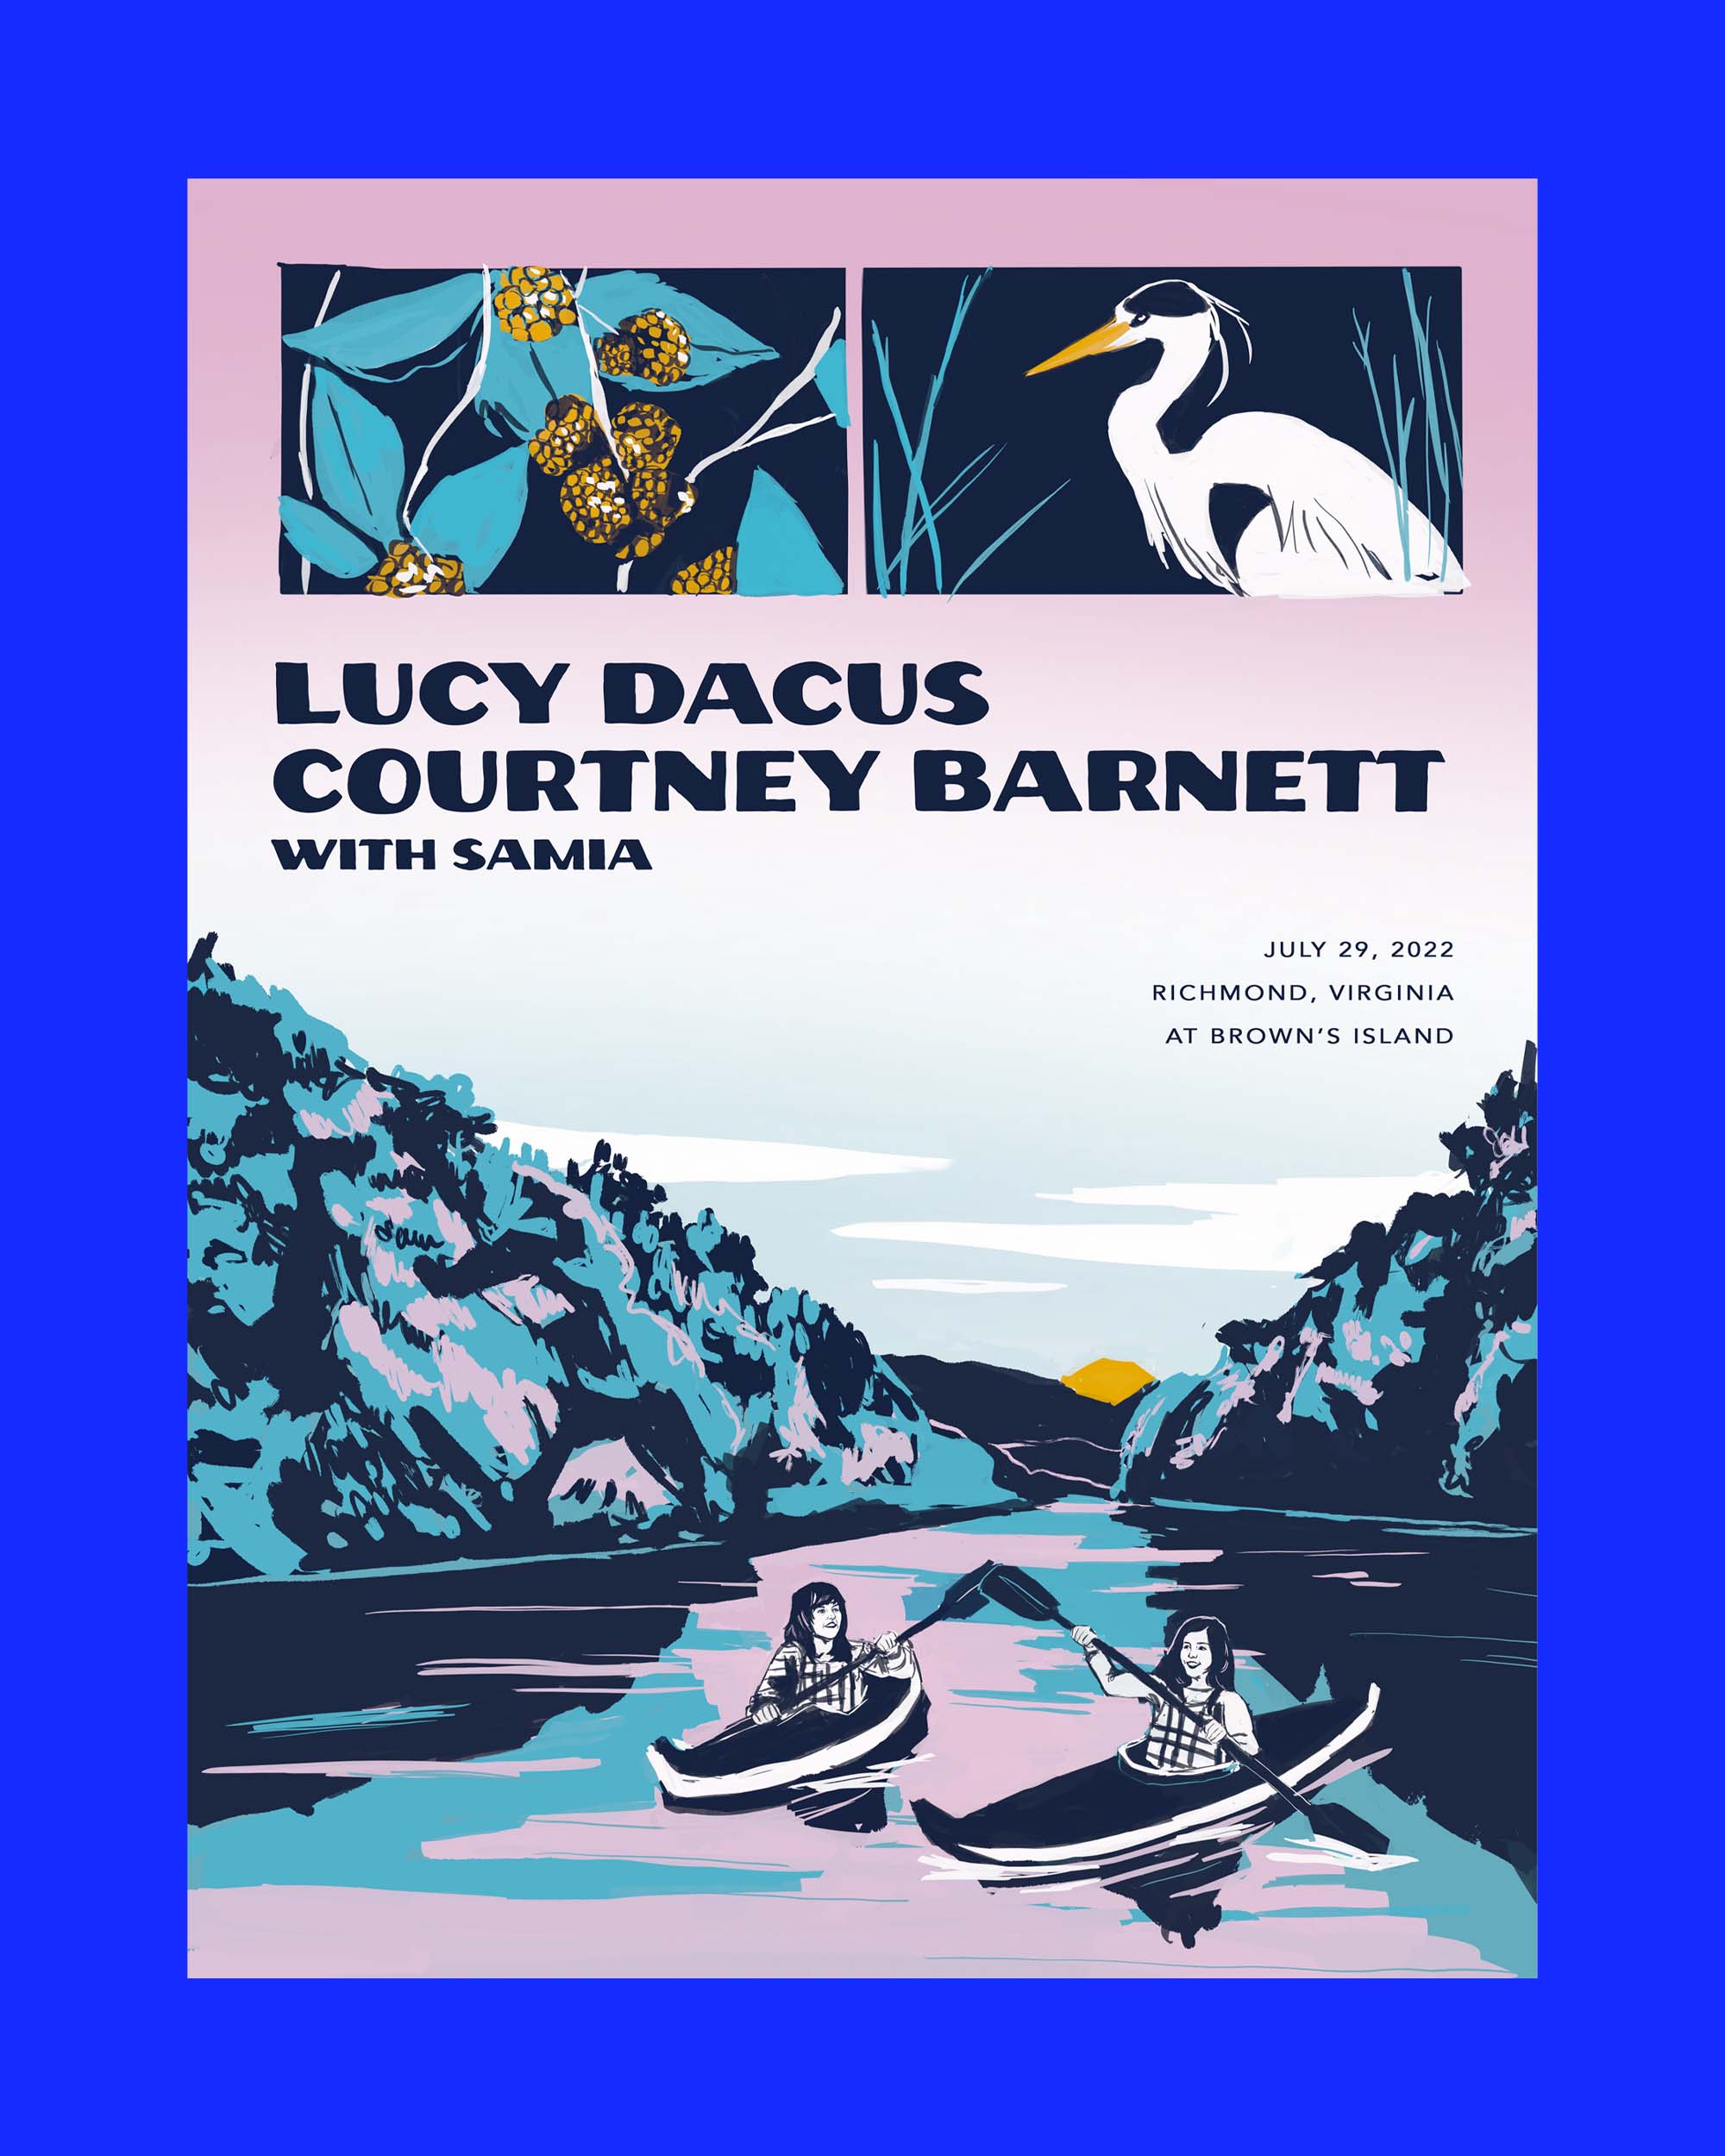 LUCY DACUS
COURTNEY BARNETT
WITH SAMIA
JULY 29, 2022
RICHMOND, VIRGINIA
AT BROWN’S ISLAND